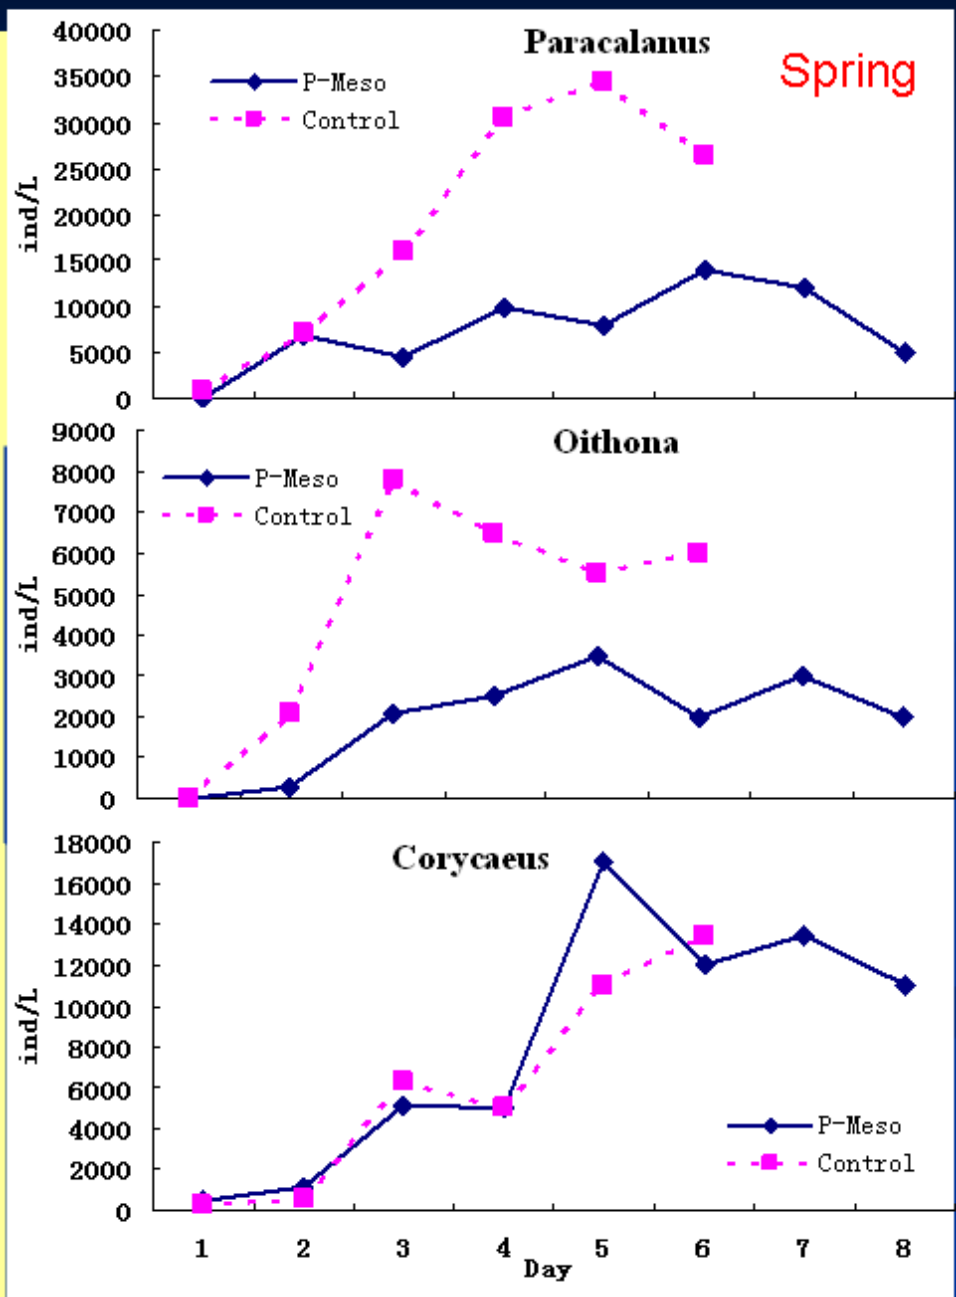 Paracalanus
Spring
P-Meso
Control
ind/L
40000
35000
30000
25000
20000
15000
10000
5000
0
Oithona
P-Meso
Control
ind/L
9000
8000
7000
6000
5000
4000
3000
2000
1000
0
Corycaeus
P-Meso
Control
ind/L
18000
16000
14000
12000
10000
8000
6000
4000
2000
0
1 2 3 4 5 6 7 8
Day